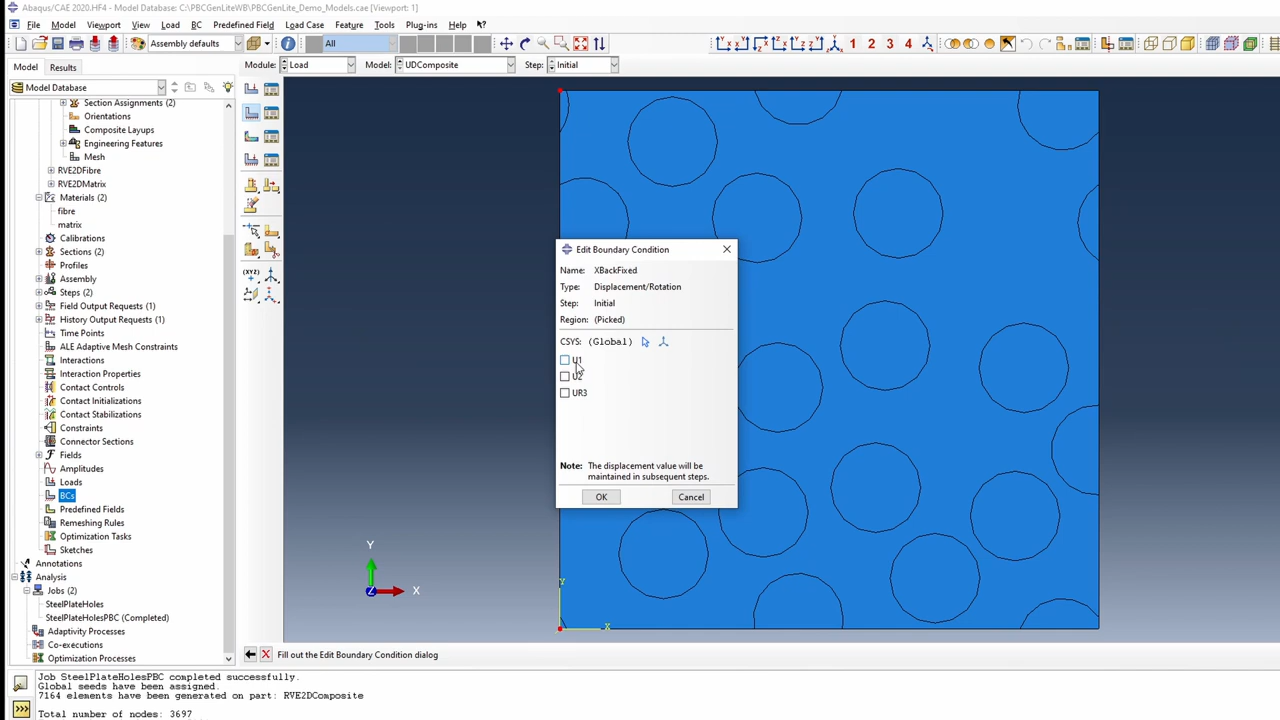 Abaqus/CAE 2020.HF4 - Model Database: C:\PBCGenLiteWB\PBCGenLite_Demo_Models.cae [Viewport: 1]
File Model Viewport View Load BC Predefined Field Load Case Feature Tools Plug-ins Help
Assembly defaults All 1 2 3 4
Model Results Module: Load Model: UDComposite Step: Initial
Model Database
Section Assignments (2)
Orientations
Composite Layups
Engineering Features
Mesh
RVE2DFibre
RVE2DMatrix
Materials (2)
fibre
matrix
Calibrations
Sections (2)
Profiles
Assembly
Steps (2)
Field Output Requests (1)
History Output Requests (1)
Time Points
ALE Adaptive Mesh Constraints
Interactions
Interaction Properties
Contact Controls
Contact Initializations
Contact Stabilizations
Constraints
Connector Sections
Fields
Amplitudes
Loads
BCs
Predefined Fields
Remeshing Rules
Optimization Tasks
Sketches
Annotations
Analysis
Jobs (2)
SteelPlateHoles
SteelPlateHolesPBC (Completed)
Adaptivity Processes
Co-executions
Optimization Processes
Edit Boundary Condition
Name: XBackFixed
Type: Displacement/Rotation
Step: Initial
Region: (Picked)
CSYS: (Global)
U1
U2
UR3
Note: The displacement value will be
maintained in subsequent steps.
OK Cancel
Y
X
Z
Y
X
Fill out the Edit Boundary Condition dialog
Job SteelPlateHolesPBC completed successfully.
Global seeds have been assigned.
7164 elements have been generated on part: RVE2DComposite
Total number of nodes: 3697